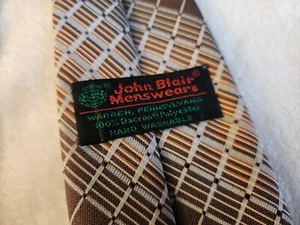 John Blair®
Menswear®
WARREN, PENNSYLVANIA
100% Dacron® Polyester
HAND WASHABLE